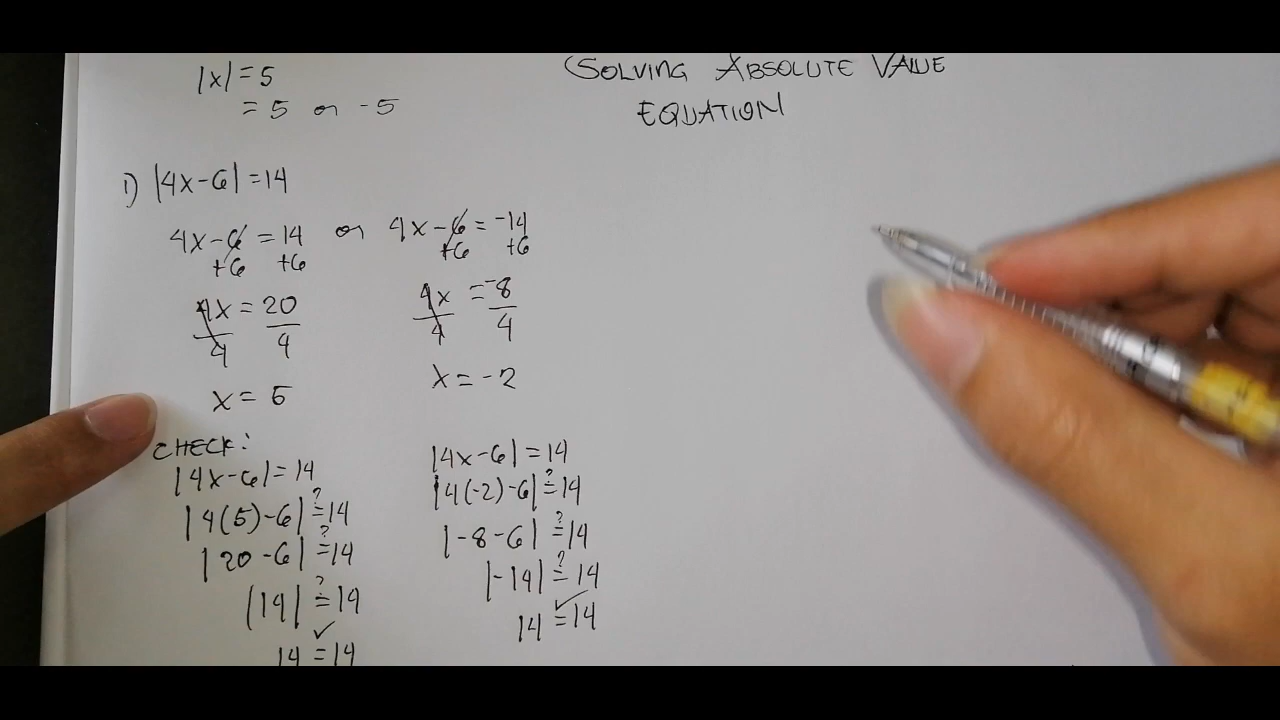 |x| = 5
= 5 or -5
SOLVING ABSOLUTE VALUE
EQUATION
1) |4x-6| = 14
4x-6 = 14 or 4x-6 = -14
+6 +6 +6 +6
4x = 20 4x = -8
4 4 4 4
x = 5 x = -2
CHECK:
|4x-6| = 14 |4x-6| = 14
|4(5)-6| ≟ 14 |4(-2)-6| ≟ 14
|20-6| ≟ 14 |-8-6| ≟ 14
|14| ≟ 14 |-14| ≟ 14
14 = 14 ✓ 14 = 14 ✓